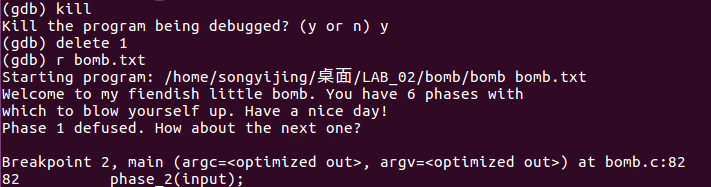 (gdb) kill
Kill the program being debugged? (y or n) y
(gdb) delete 1
(gdb) r bomb.txt
Starting program: /home/songyijing/桌面/LAB_02/bomb/bomb bomb.txt
Welcome to my fiendish little bomb. You have 6 phases with
which to blow yourself up. Have a nice day!
Phase 1 defused. How about the next one?
Breakpoint 2, main (argc=<optimized out>, argv=<optimized out>) at bomb.c:82
82          phase_2(input);